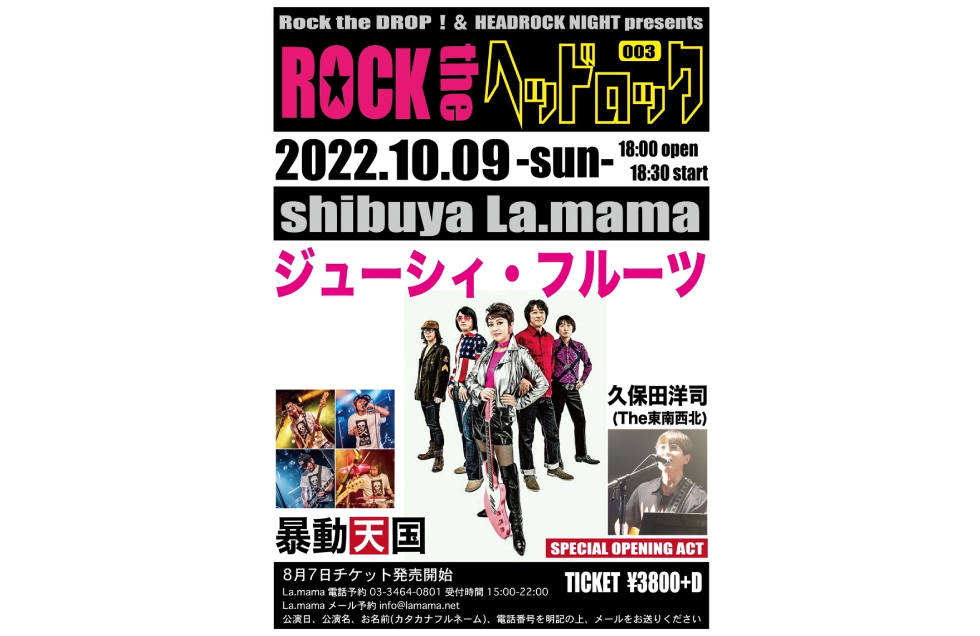 Rock the DROP！& HEADROCK NIGHT presents
ROCK the ヘッドロック 003
2022.10.09 -sun- 18:00 open
18:30 start
shibuya La.mama
ジューシィ・フルーツ
久保田洋司
(The東南西北)
暴動天国
SPECIAL OPENING ACT
8月7日チケット発売開始
TICKET ¥3800+D
La.mama 電話予約 03-3464-0801 受付時間 15:00-22:00
La.mama メール予約 info@lamama.net
公演日、公演名、お名前(カタカナフルネーム)、電話番号を明記の上、メールをお送りください